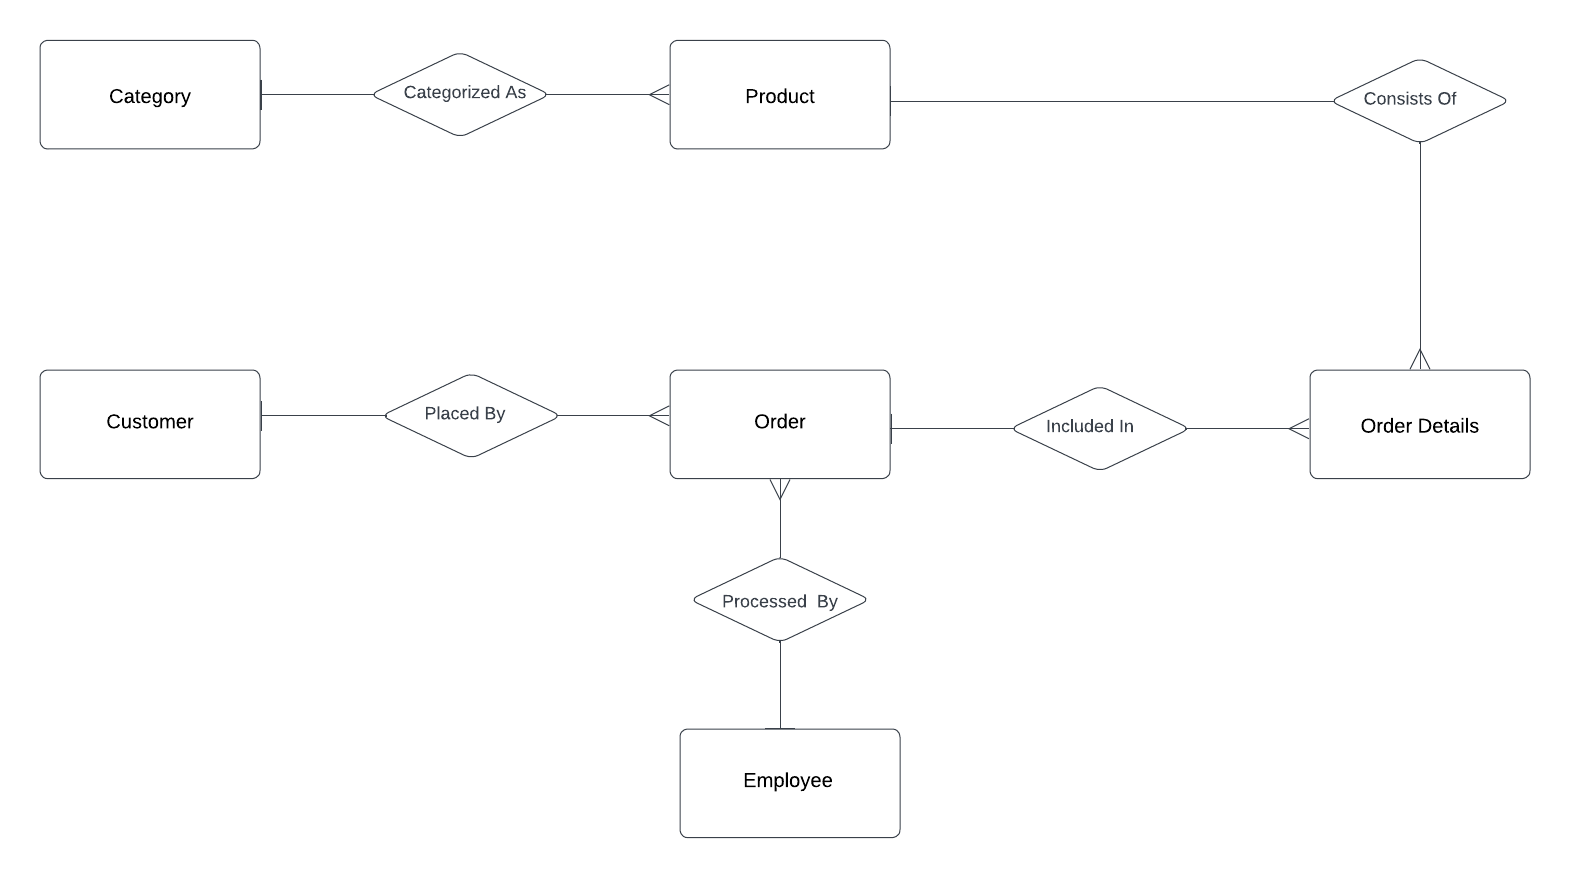 Category
Categorized As
Product
Consists Of
Customer
Placed By
Order
Included In
Order Details
Processed  By
Employee